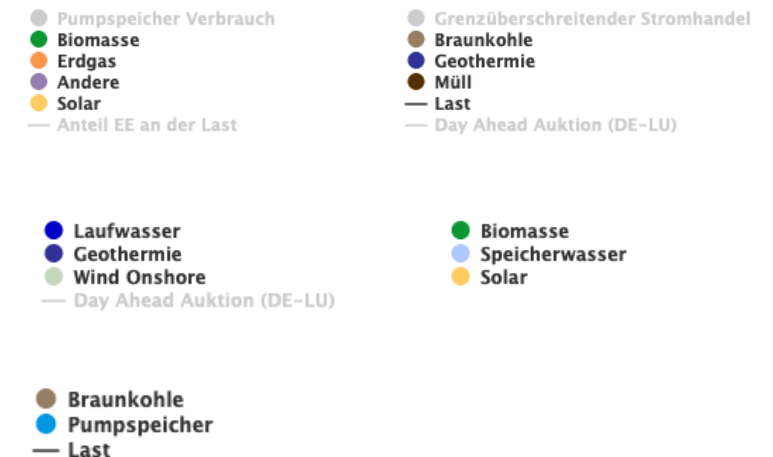 Pumpspeicher Verbrauch
Biomasse
Erdgas
Andere
Solar
Anteil EE an der Last
Grenzüberschreitender Stromhandel
Braunkohle
Geothermie
Müll
Last
Day Ahead Auktion (DE-LU)
Laufwasser
Geothermie
Wind Onshore
Day Ahead Auktion (DE-LU)
Biomasse
Speicherwasser
Solar
Braunkohle
Pumpspeicher
Last